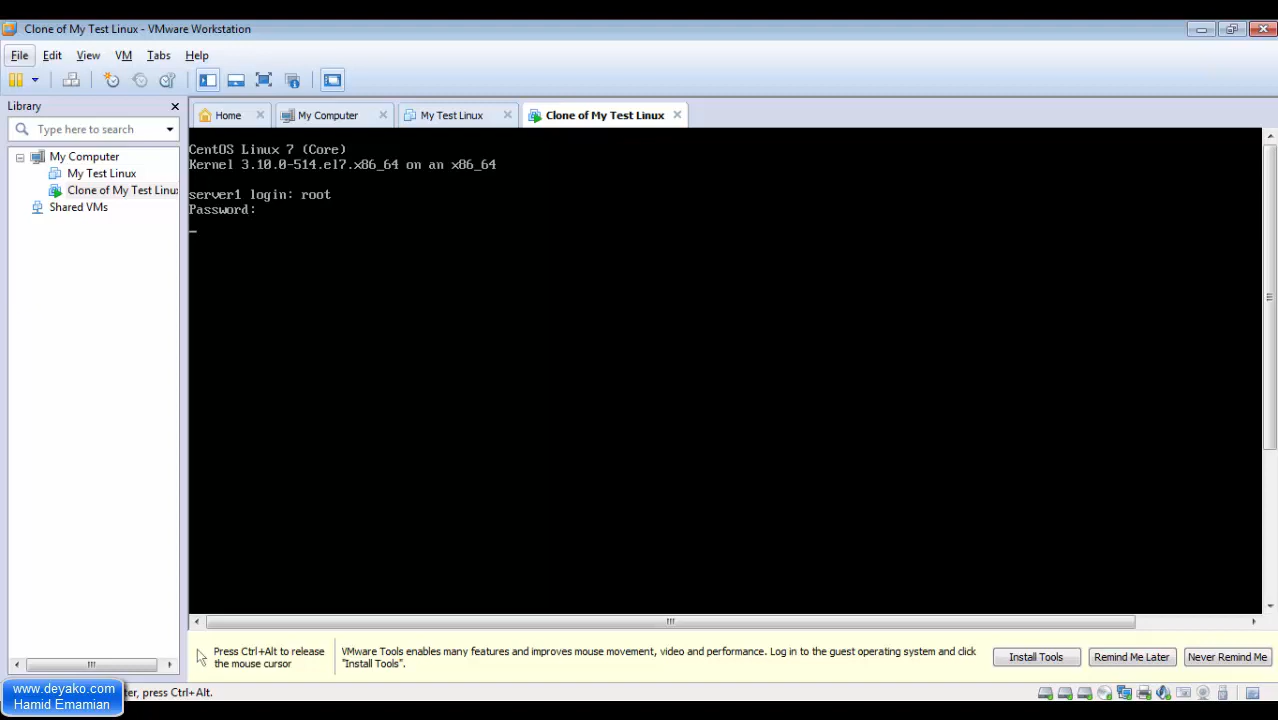 Clone of My Test Linux - VMware Workstation
File Edit View VM Tabs Help
Library
Type here to search
My Computer
My Test Linux
Clone of My Test Linux
Shared VMs
Home
My Computer
My Test Linux
Clone of My Test Linux
CentOS Linux 7 (Core)
Kernel 3.10.0-514.el7.x86_64 on an x86_64
server1 login: root
Password:
Press Ctrl+Alt to release
the mouse cursor
VMware Tools enables many features and improves mouse movement, video and performance. Log in to the guest operating system and click
"Install Tools".
Install Tools
Remind Me Later
Never Remind Me
www.deyako.com
Hamid Emamian
ter, press Ctrl+Alt.